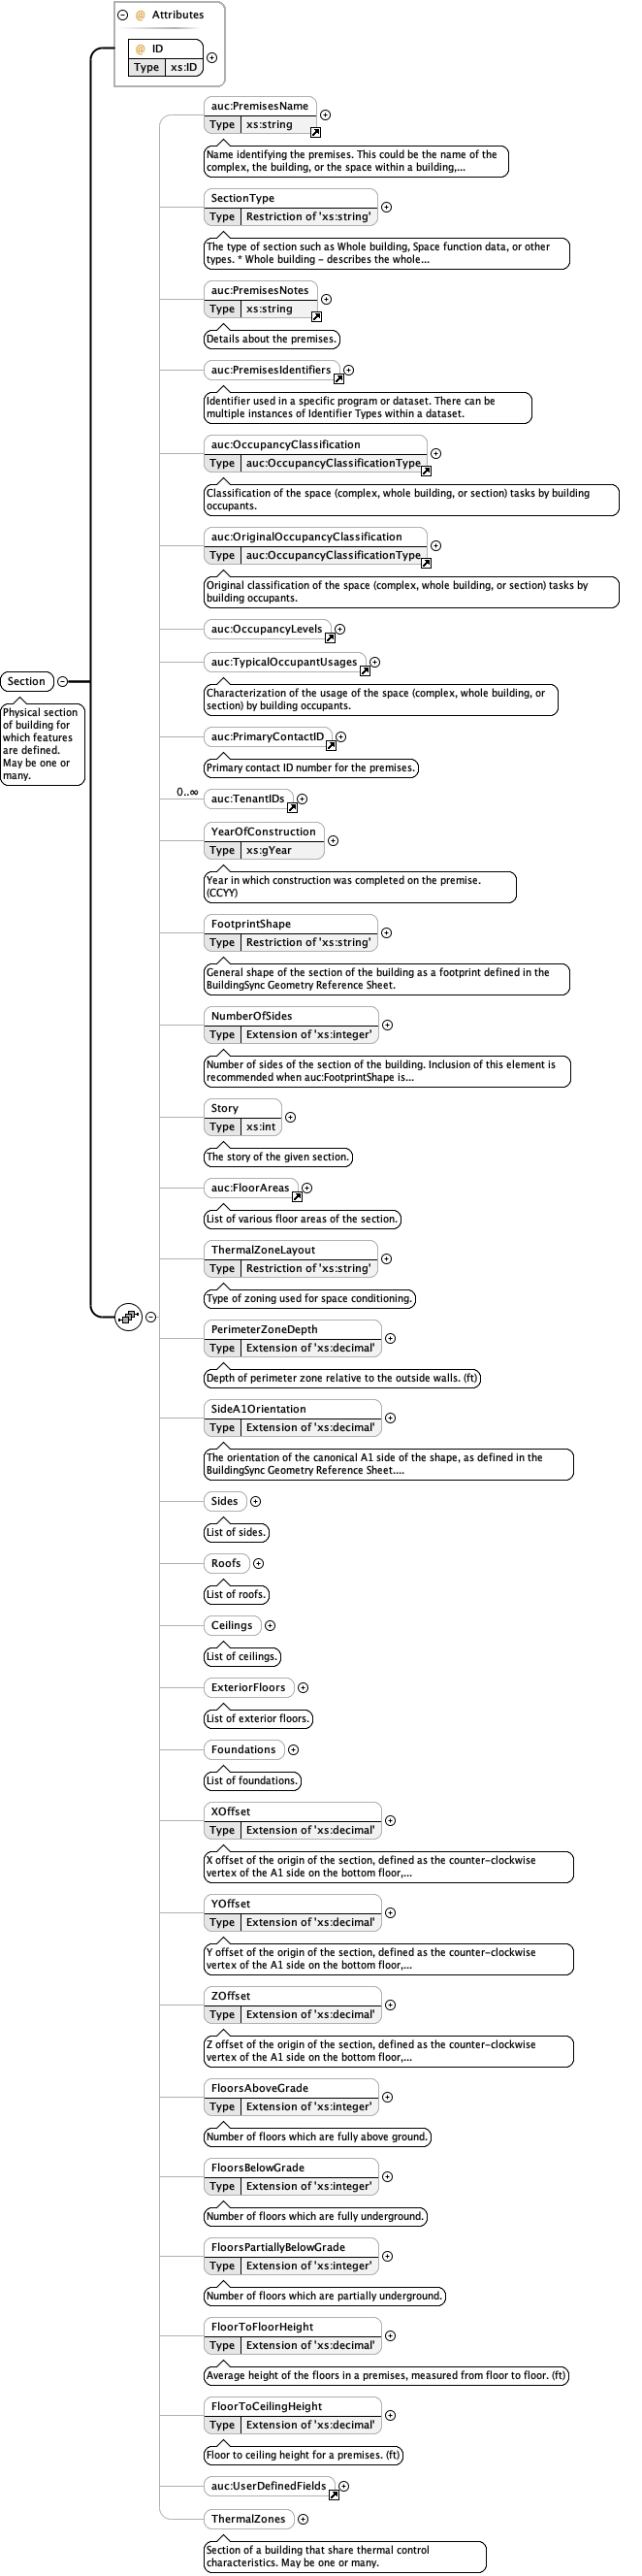 @ Attributes
@ ID
Type xs:ID
auc:PremisesName
Type xs:string
Name identifying the premises. This could be the name of the
complex, the building, or the space within a building,...
SectionType
Type Restriction of 'xs:string'
The type of section such as Whole building, Space function data, or other
types. * Whole building - describes the whole...
auc:PremisesNotes
Type xs:string
Details about the premises.
auc:PremisesIdentifiers
Identifier used in a specific program or dataset. There can be
multiple instances of Identifier Types within a dataset.
auc:OccupancyClassification
Type auc:OccupancyClassificationType
Classification of the space (complex, whole building, or section) tasks by building
occupants.
auc:OriginalOccupancyClassification
Type auc:OccupancyClassificationType
Original classification of the space (complex, whole building, or section) tasks by
building occupants.
auc:OccupancyLevels
auc:TypicalOccupantUsages
Characterization of the usage of the space (complex, whole building, or
section) by building occupants.
Section
Physical section
of building for
which features
are defined.
May be one or
many.
auc:PrimaryContactID
Primary contact ID number for the premises.
0..∞
auc:TenantIDs
YearOfConstruction
Type xs:gYear
Year in which construction was completed on the premise.
(CCYY)
FootprintShape
Type Restriction of 'xs:string'
General shape of the section of the building as a footprint defined in the
BuildingSync Geometry Reference Sheet.
NumberOfSides
Type Extension of 'xs:integer'
Number of sides of the section of the building. Inclusion of this element is
recommended when auc:FootprintShape is...
Story
Type xs:int
The story of the given section.
auc:FloorAreas
List of various floor areas of the section.
ThermalZoneLayout
Type Restriction of 'xs:string'
Type of zoning used for space conditioning.
PerimeterZoneDepth
Type Extension of 'xs:decimal'
Depth of perimeter zone relative to the outside walls. (ft)
SideA1Orientation
Type Extension of 'xs:decimal'
The orientation of the canonical A1 side of the shape, as defined in the
BuildingSync Geometry Reference Sheet....
Sides
List of sides.
Roofs
List of roofs.
Ceilings
List of ceilings.
ExteriorFloors
List of exterior floors.
Foundations
List of foundations.
XOffset
Type Extension of 'xs:decimal'
X offset of the origin of the section, defined as the counter-clockwise
vertex of the A1 side on the bottom floor,...
YOffset
Type Extension of 'xs:decimal'
Y offset of the origin of the section, defined as the counter-clockwise
vertex of the A1 side on the bottom floor,...
ZOffset
Type Extension of 'xs:decimal'
Z offset of the origin of the section, defined as the counter-clockwise
vertex of the A1 side on the bottom floor,...
FloorsAboveGrade
Type Extension of 'xs:integer'
Number of floors which are fully above ground.
FloorsBelowGrade
Type Extension of 'xs:integer'
Number of floors which are fully underground.
FloorsPartiallyBelowGrade
Type Extension of 'xs:integer'
Number of floors which are partially underground.
FloorToFloorHeight
Type Extension of 'xs:decimal'
Average height of the floors in a premises, measured from floor to floor. (ft)
FloorToCeilingHeight
Type Extension of 'xs:decimal'
Floor to ceiling height for a premises. (ft)
auc:UserDefinedFields
ThermalZones
Section of a building that share thermal control
characteristics. May be one or many.